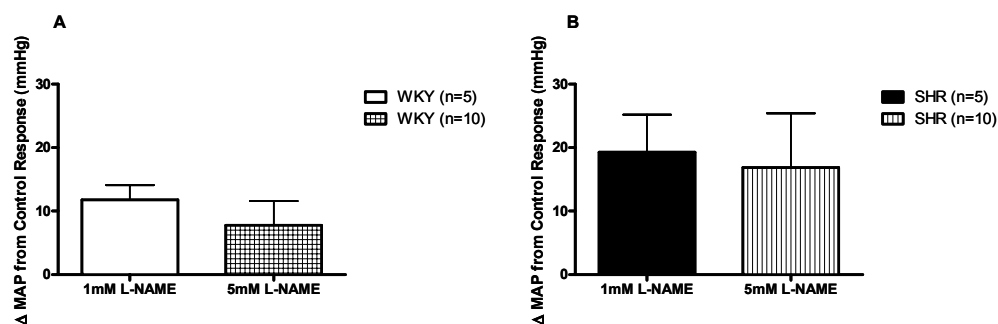 A
Δ MAP from Control Response (mmHg)
30
20
10
0
1mM L-NAME
5mM L-NAME
WKY (n=5)
WKY (n=10)
B
Δ MAP from Control Response (mmHg)
30
20
10
0
1mM L-NAME
5mM L-NAME
SHR (n=5)
SHR (n=10)